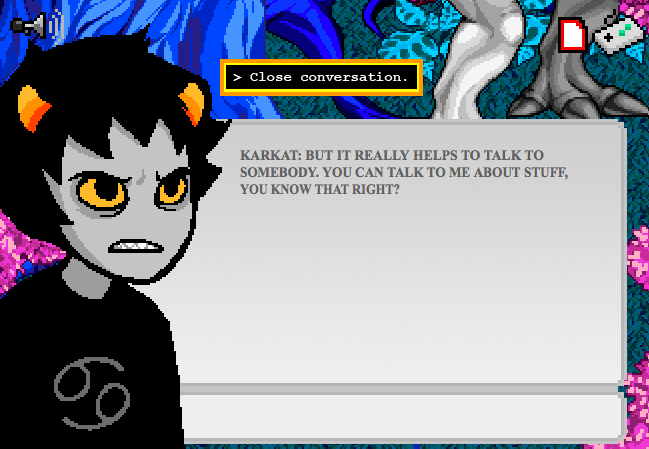 > Close conversation.
KARKAT: BUT IT REALLY HELPS TO TALK TO
SOMEBODY. YOU CAN TALK TO ME ABOUT STUFF,
YOU KNOW THAT RIGHT?